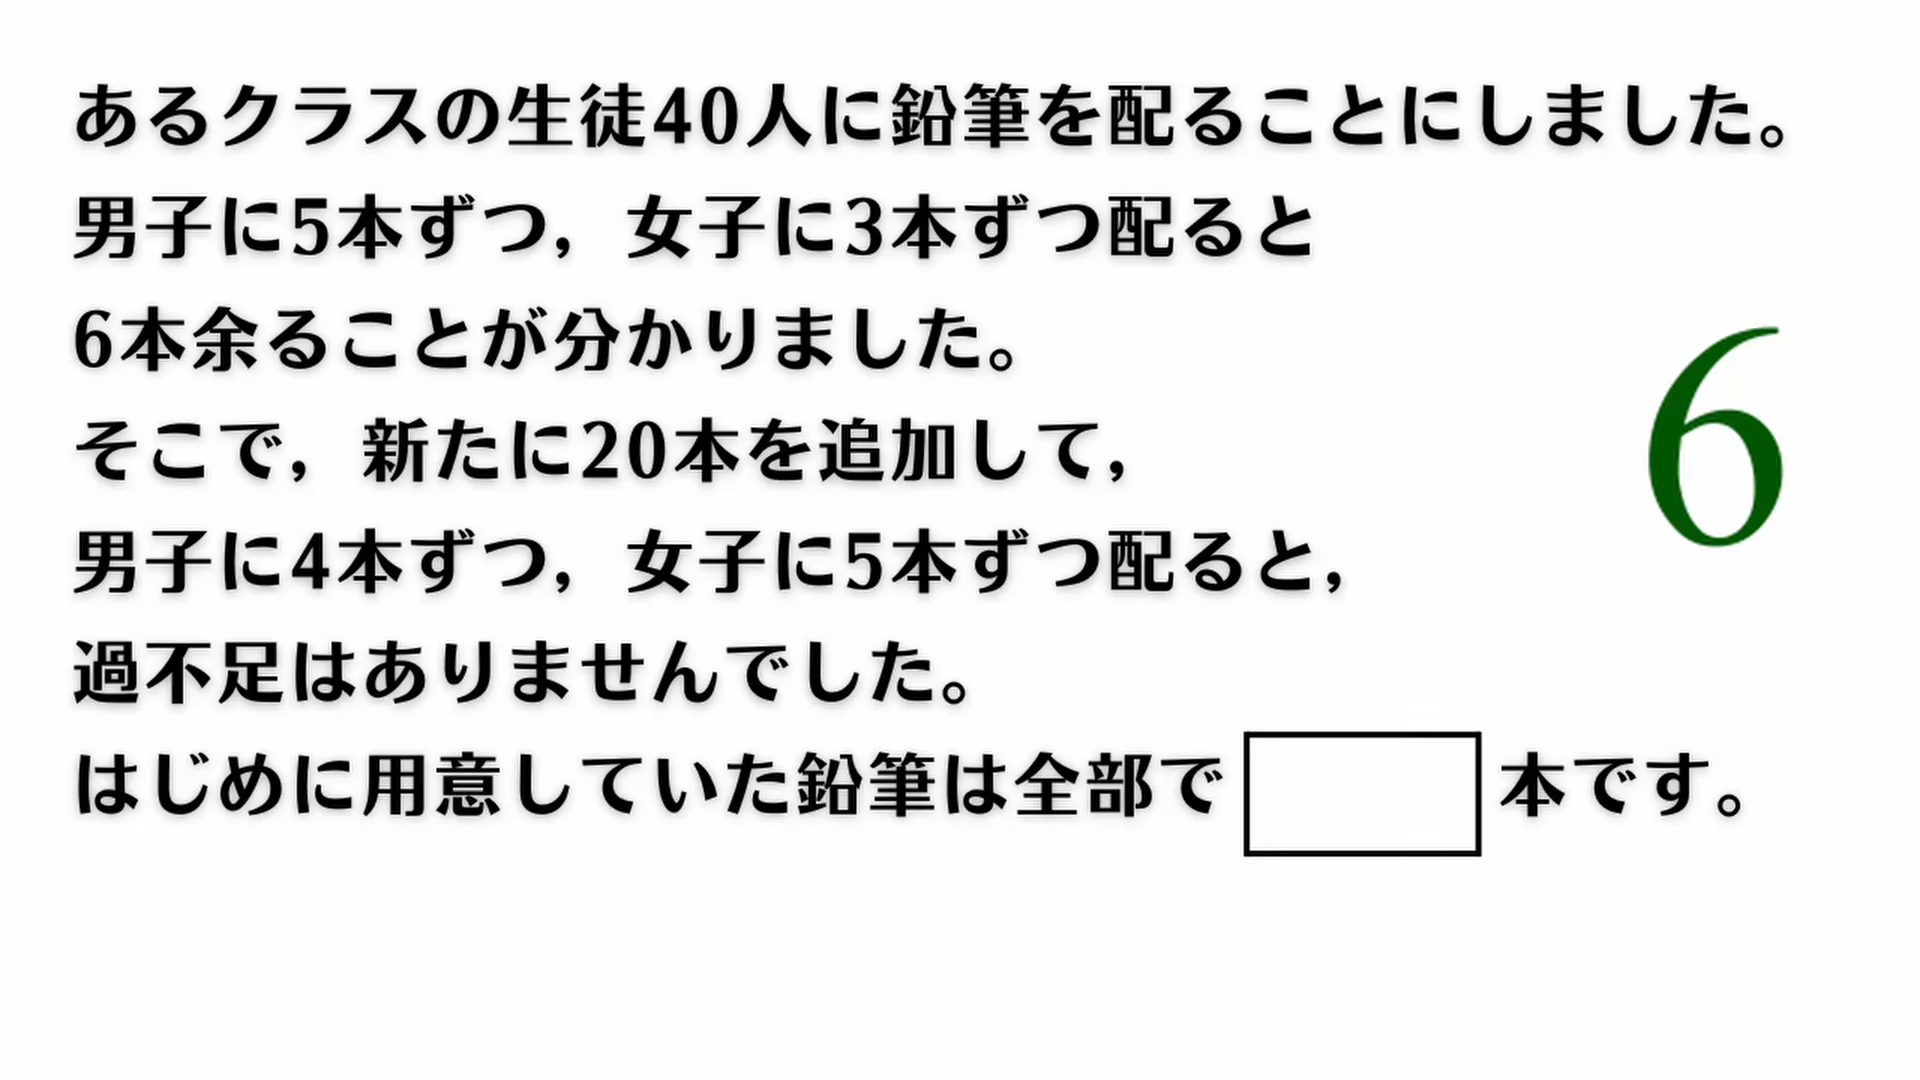 あるクラスの生徒40人に鉛筆を配ることにしました。
男子に5本ずつ，女子に3本ずつ配ると
6本余ることが分かりました。
そこで，新たに20本を追加して，
男子に4本ずつ，女子に5本ずつ配ると，
過不足はありませんでした。
はじめに用意していた鉛筆は全部で 本です。
6